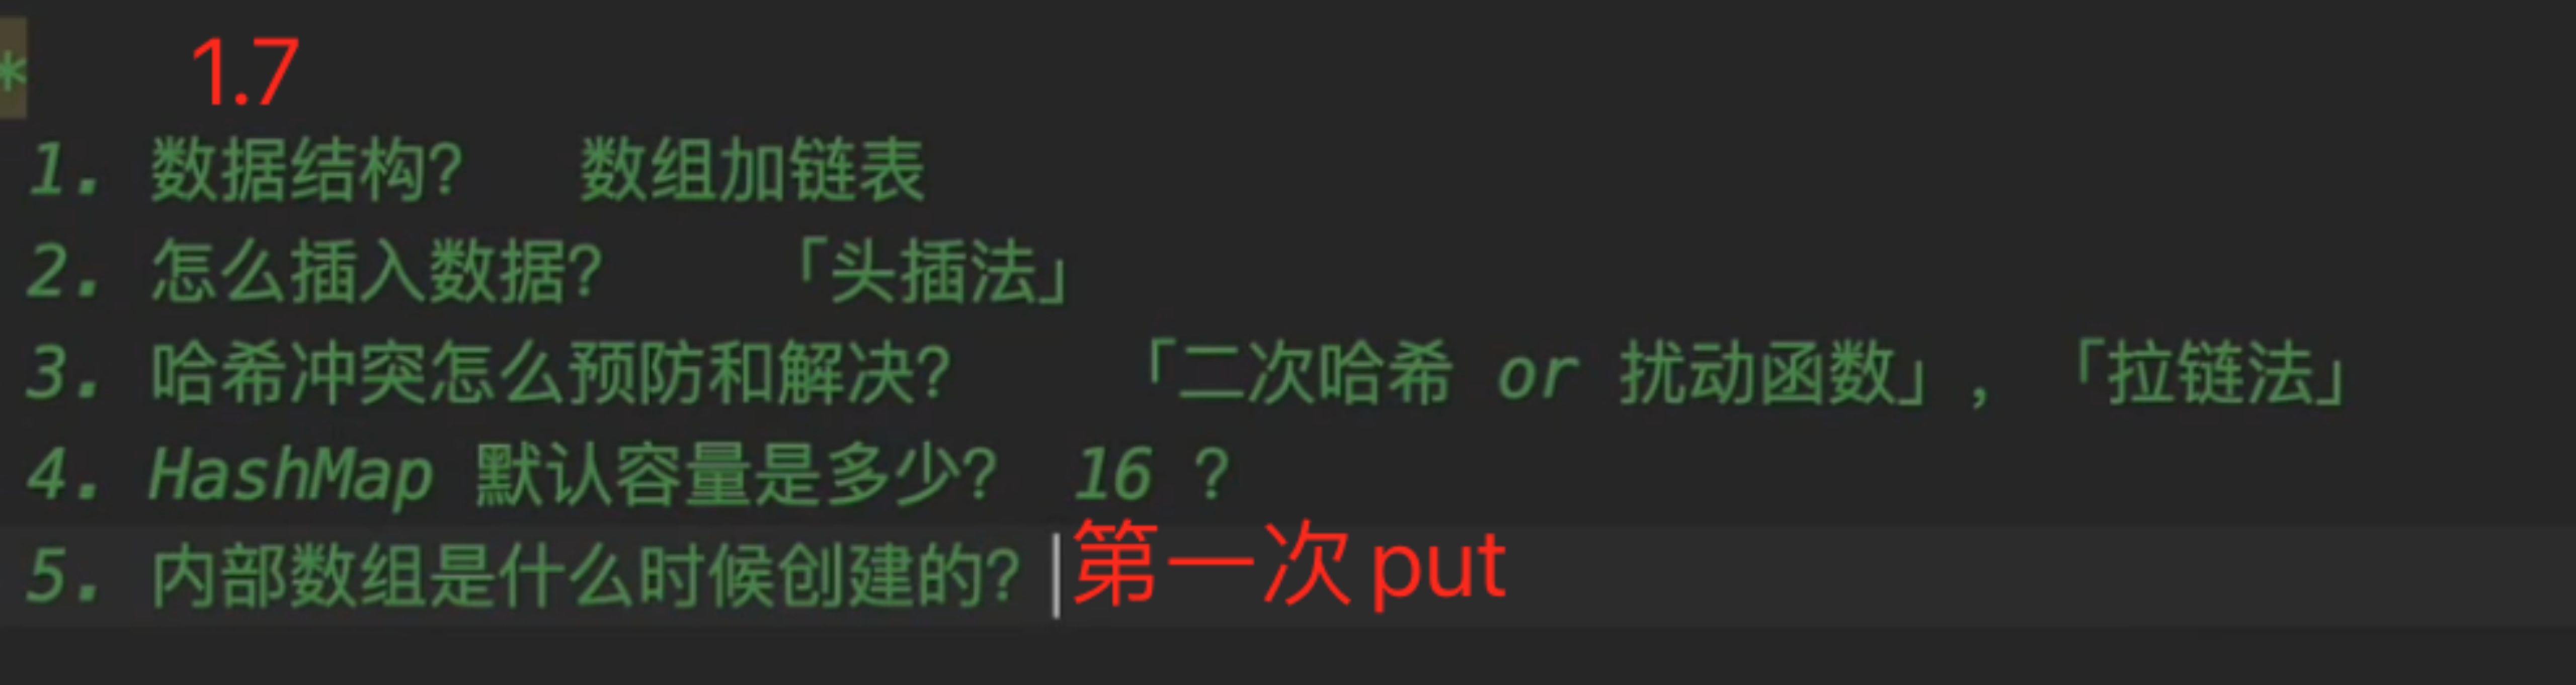 * 1.7
1. 数据结构? 数组加链表
2. 怎么插入数据? 「头插法」
3. 哈希冲突怎么预防和解决? 「二次哈希 or 扰动函数」, 「拉链法」
4. HashMap 默认容量是多少? 16 ?
5. 内部数组是什么时候创建的? 第一次 put